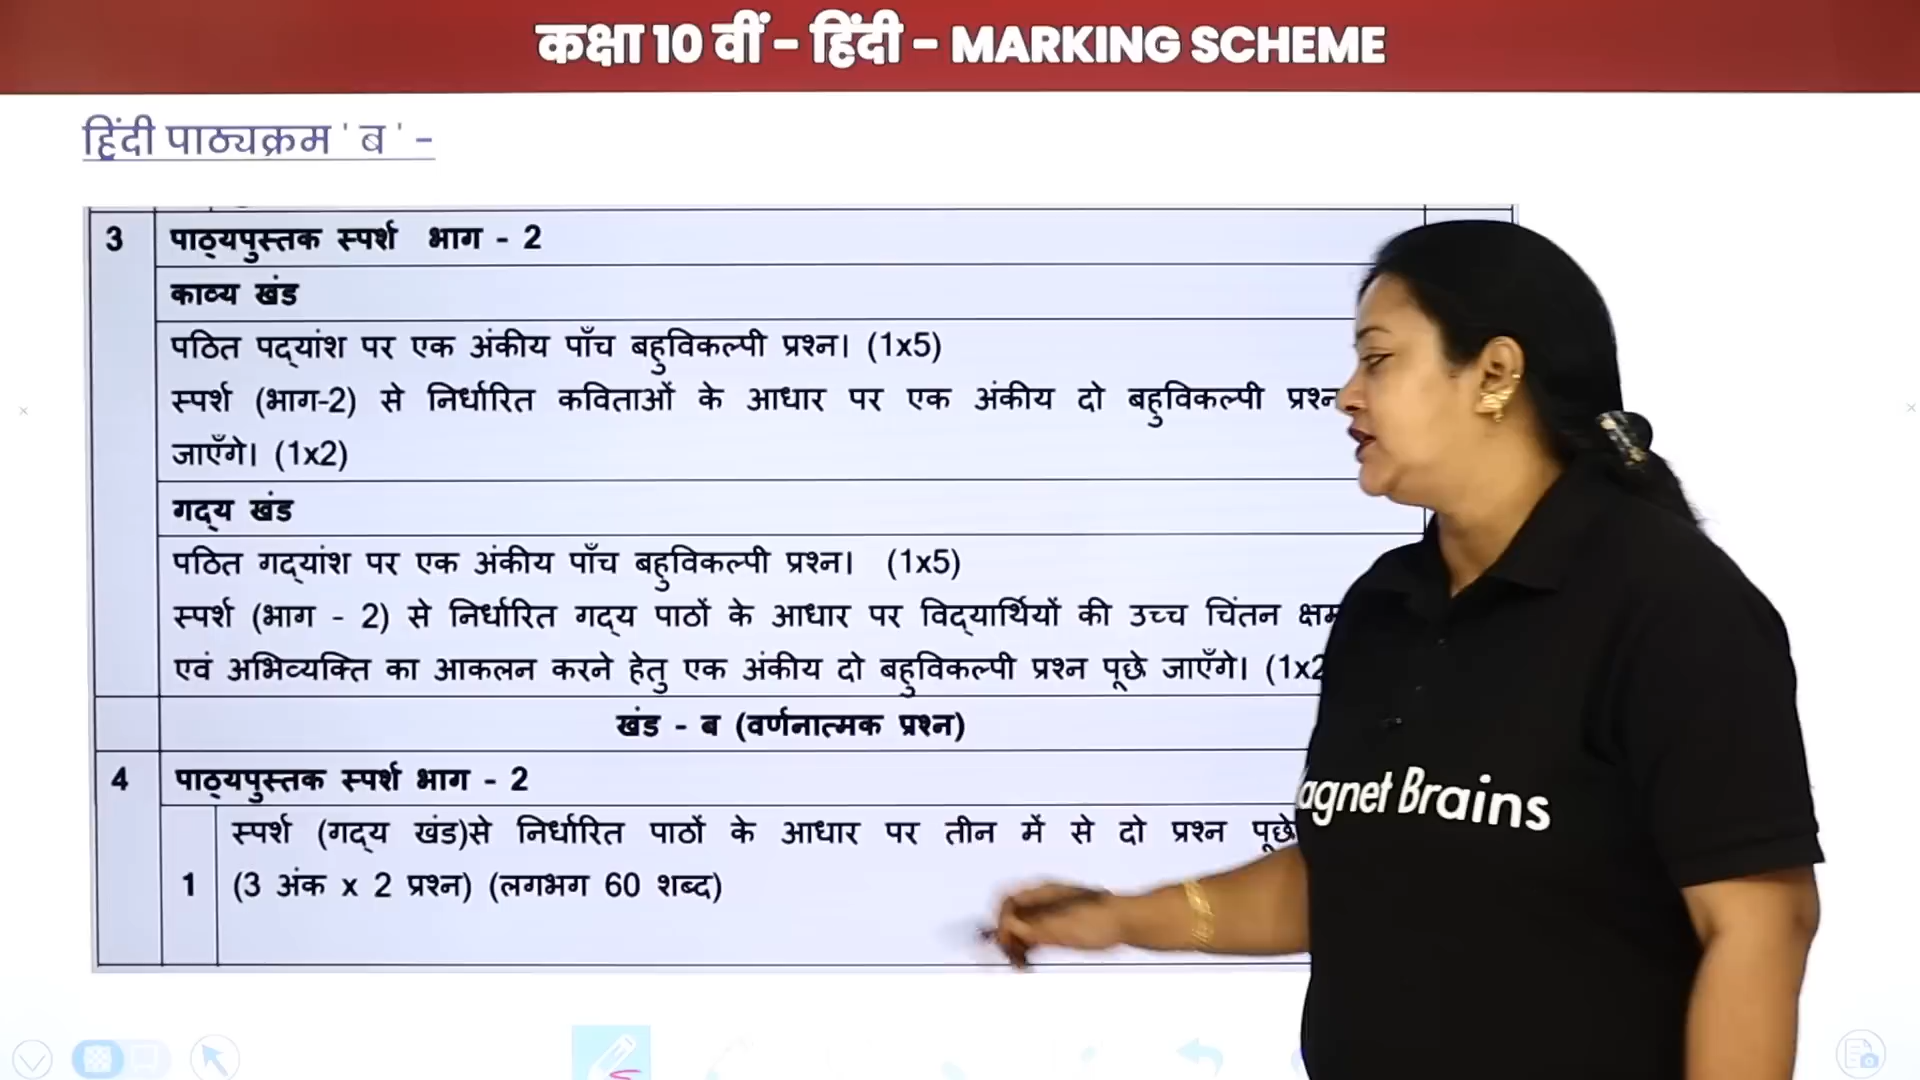 कक्षा 10 वीं - हिंदी - MARKING SCHEME
हिंदी पाठ्यक्रम ' ब ' -
3 पाठ्यपुस्तक स्पर्श भाग - 2
काव्य खंड
पठित पद्यांश पर एक अंकीय पाँच बहुविकल्पी प्रश्न। (1x5)
स्पर्श (भाग-2) से निर्धारित कविताओं के आधार पर एक अंकीय दो बहुविकल्पी प्रश्न
जाएँगे। (1x2)
गद्य खंड
पठित गद्यांश पर एक अंकीय पाँच बहुविकल्पी प्रश्न। (1x5)
स्पर्श (भाग - 2) से निर्धारित गद्य पाठों के आधार पर विद्यार्थियों की उच्च चिंतन
एवं अभिव्यक्ति का आकलन करने हेतु एक अंकीय दो बहुविकल्पी प्रश्न पूछे जाएँगे। (1x2
खंड - ब (वर्णनात्मक प्रश्न)
4 पाठ्यपुस्तक स्पर्श भाग - 2
स्पर्श (गद्य खंड)से निर्धारित पाठों के आधार पर तीन में से दो प्रश्न पूछे
1 (3 अंक x 2 प्रश्न) (लगभग 60 शब्द)
agnet Brains